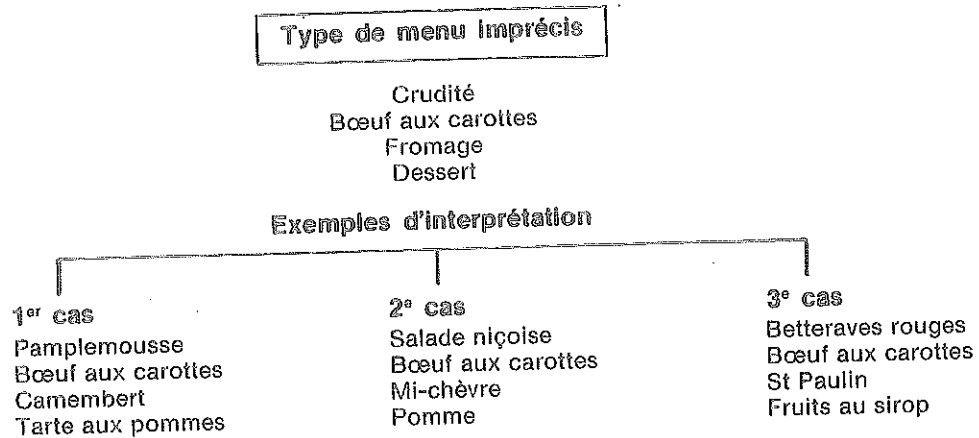 Type de menu imprécis
Crudité
Bœuf aux carottes
Fromage
Dessert
Exemples d'interprétation
1er cas
Pamplemousse
Bœuf aux carottes
Camembert
Tarte aux pommes
2e cas
Salade niçoise
Bœuf aux carottes
Mi-chèvre
Pomme
3e cas
Betteraves rouges
Bœuf aux carottes
St Paulin
Fruits au sirop